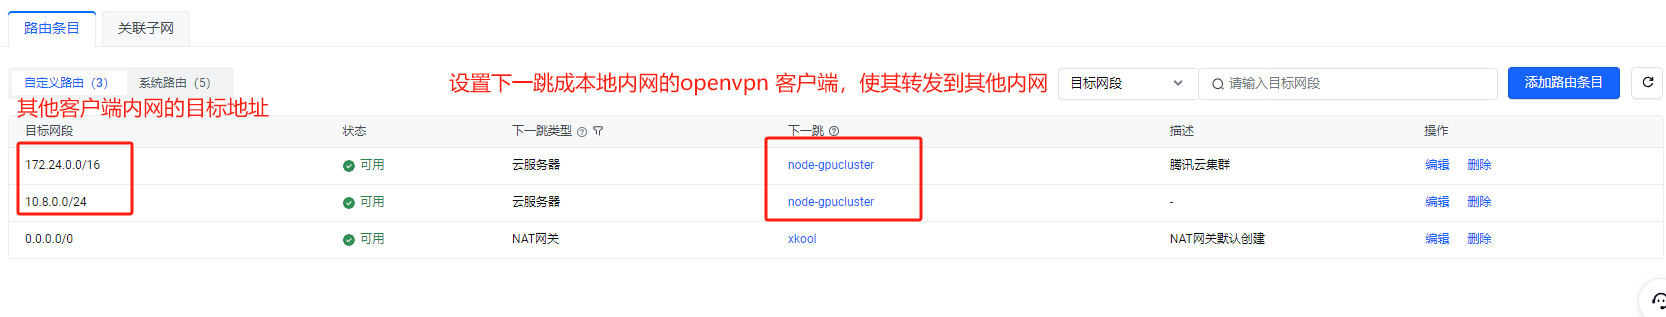 路由条目 关联子网
自定义路由（3） 系统路由（5） 设置下一跳成本地内网的openvpn 客户端，使其转发到其他内网 目标网段 请输入目标网段 添加路由条目
其他客户端内网的目标地址
目标网段 状态 下一跳类型 下一跳 描述 操作
172.24.0.0/16 可用 云服务器 node-gpucluster 腾讯云集群 编辑 删除
10.8.0.0/24 可用 云服务器 node-gpucluster - 编辑 删除
0.0.0.0/0 可用 NAT网关 xkool NAT网关默认创建 编辑 删除